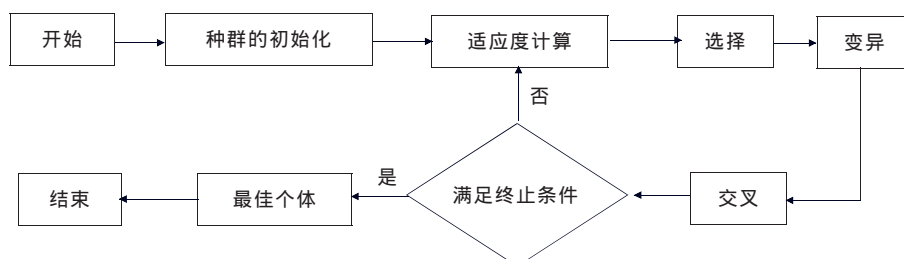 开始
种群的初始化
适应度计算
选择
变异
否
是
结束
最佳个体
满足终止条件
交叉